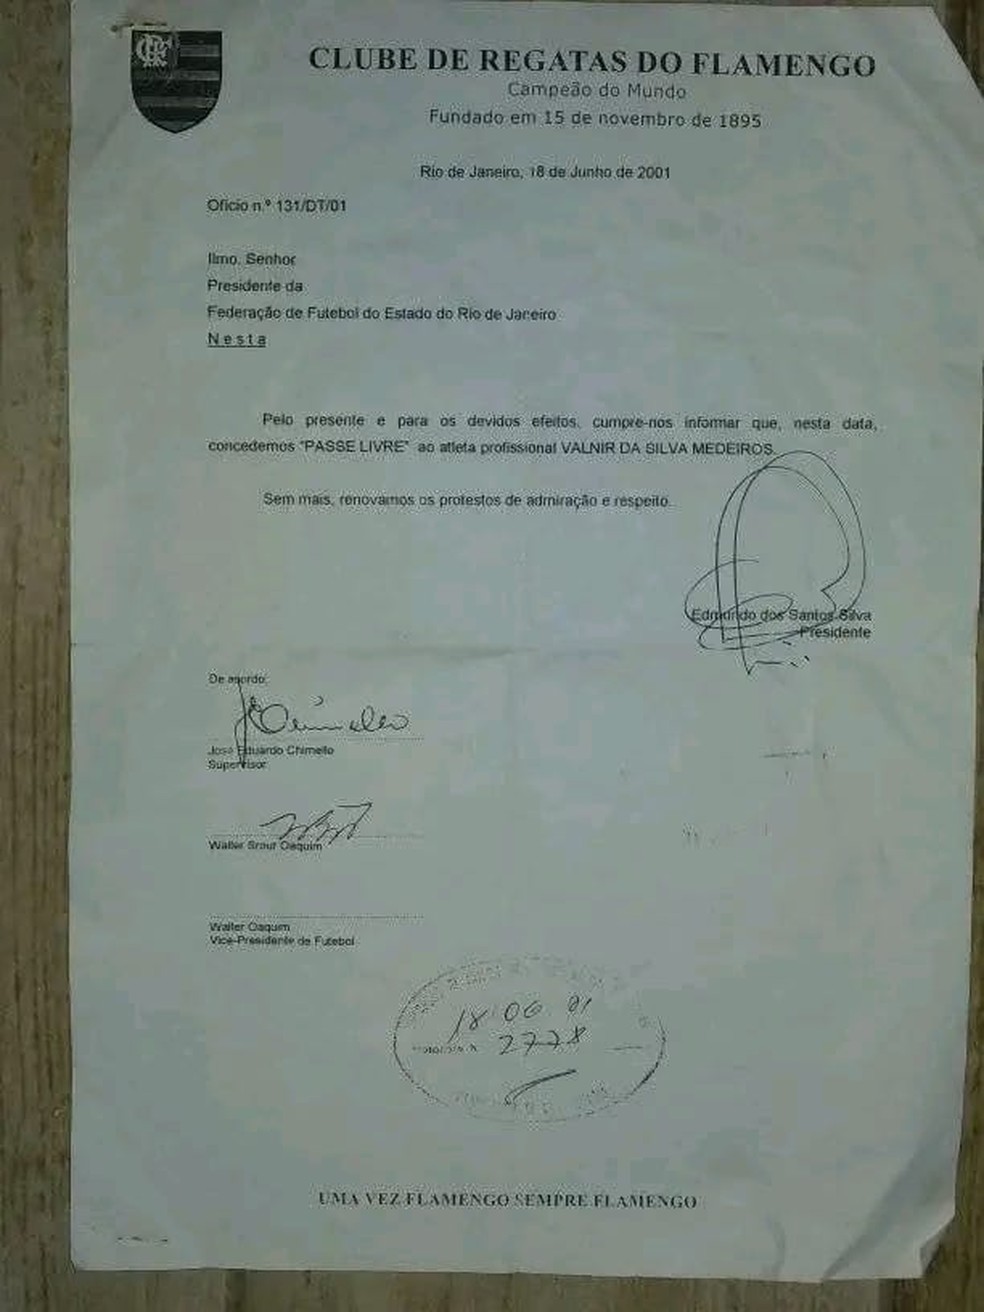 CLUBE DE REGATAS DO FLAMENGO
Campeão do Mundo
Fundado em 15 de novembro de 1895
Rio de Janeiro, 18 de Junho de 2001
Ofício n.º 131/DT/01
Ilmo. Senhor
Presidente da
Federação de Futebol do Estado do Rio de Janeiro
Nesta
Pelo presente e para os devidos efeitos, cumpre-nos informar que, nesta data,
concedemos "PASSE LIVRE" ao atleta profissional VALNIR DA SILVA MEDEIROS.
Sem mais, renovamos os protestos de admiração e respeito.
Edmundo dos Santos Silva
Presidente
De acordo:
José Eduardo Chimello
Supervisor
Walter Oaquim
Walter Oaquim
Vice-Presidente de Futebol
18 06 01
2778
UMA VEZ FLAMENGO SEMPRE FLAMENGO